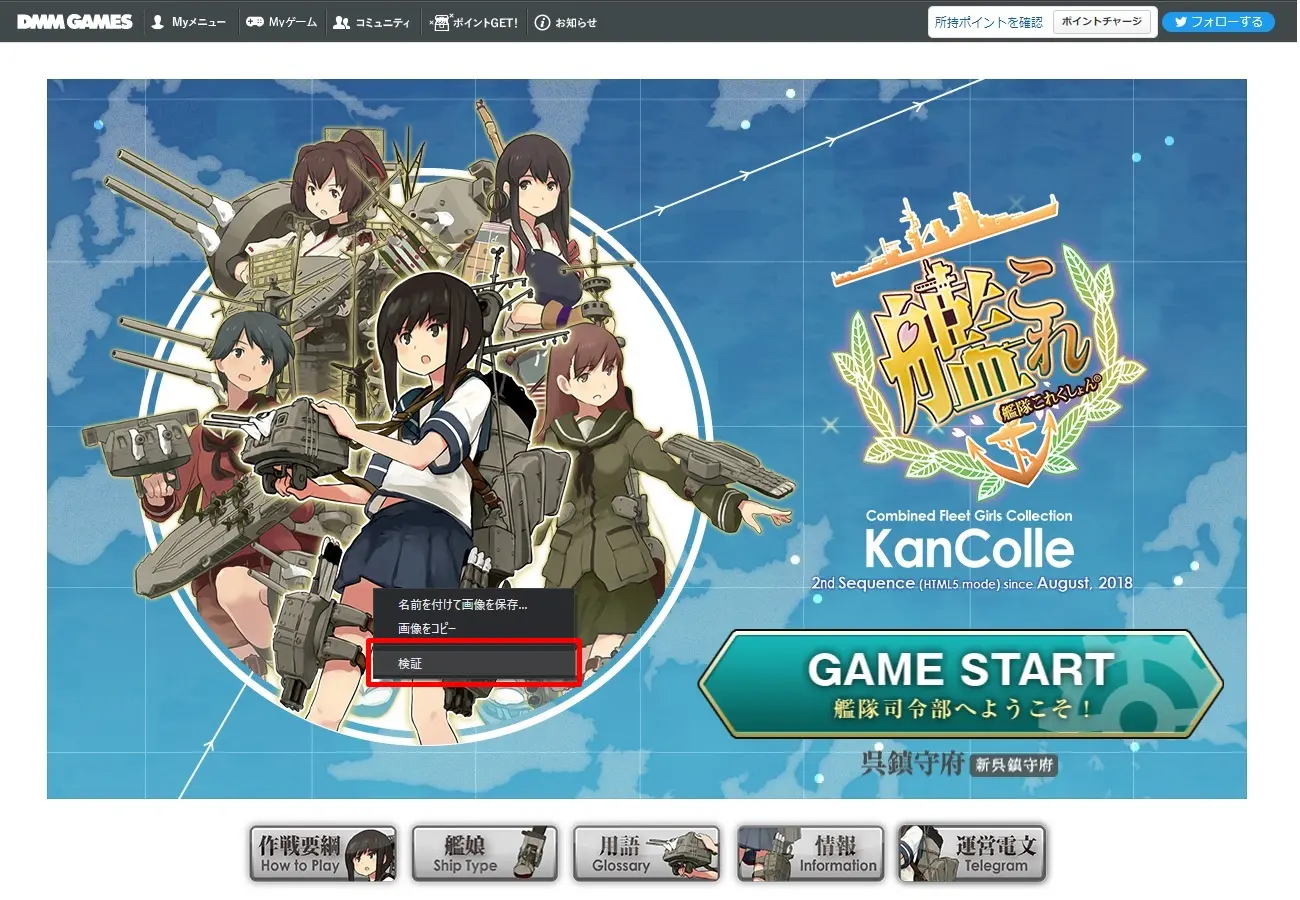 DMM GAMES Myメニュー Myゲーム コミュニティ ポイントGET! お知らせ 所持ポイントを確認 ポイントチャージ フォローする
艦これ
艦隊これくしょん
Combined Fleet Girls Collection
KanColle
2nd Sequence (HTML5 mode) since August, 2018
名前を付けて画像を保存...
画像をコピー
検証
GAME START
艦隊司令部へようこそ!
呉鎮守府 新呉鎮守府
作戦要綱 艦娘 用語 情報 運営電文
How to Play Ship Type Glossary Information Telegram